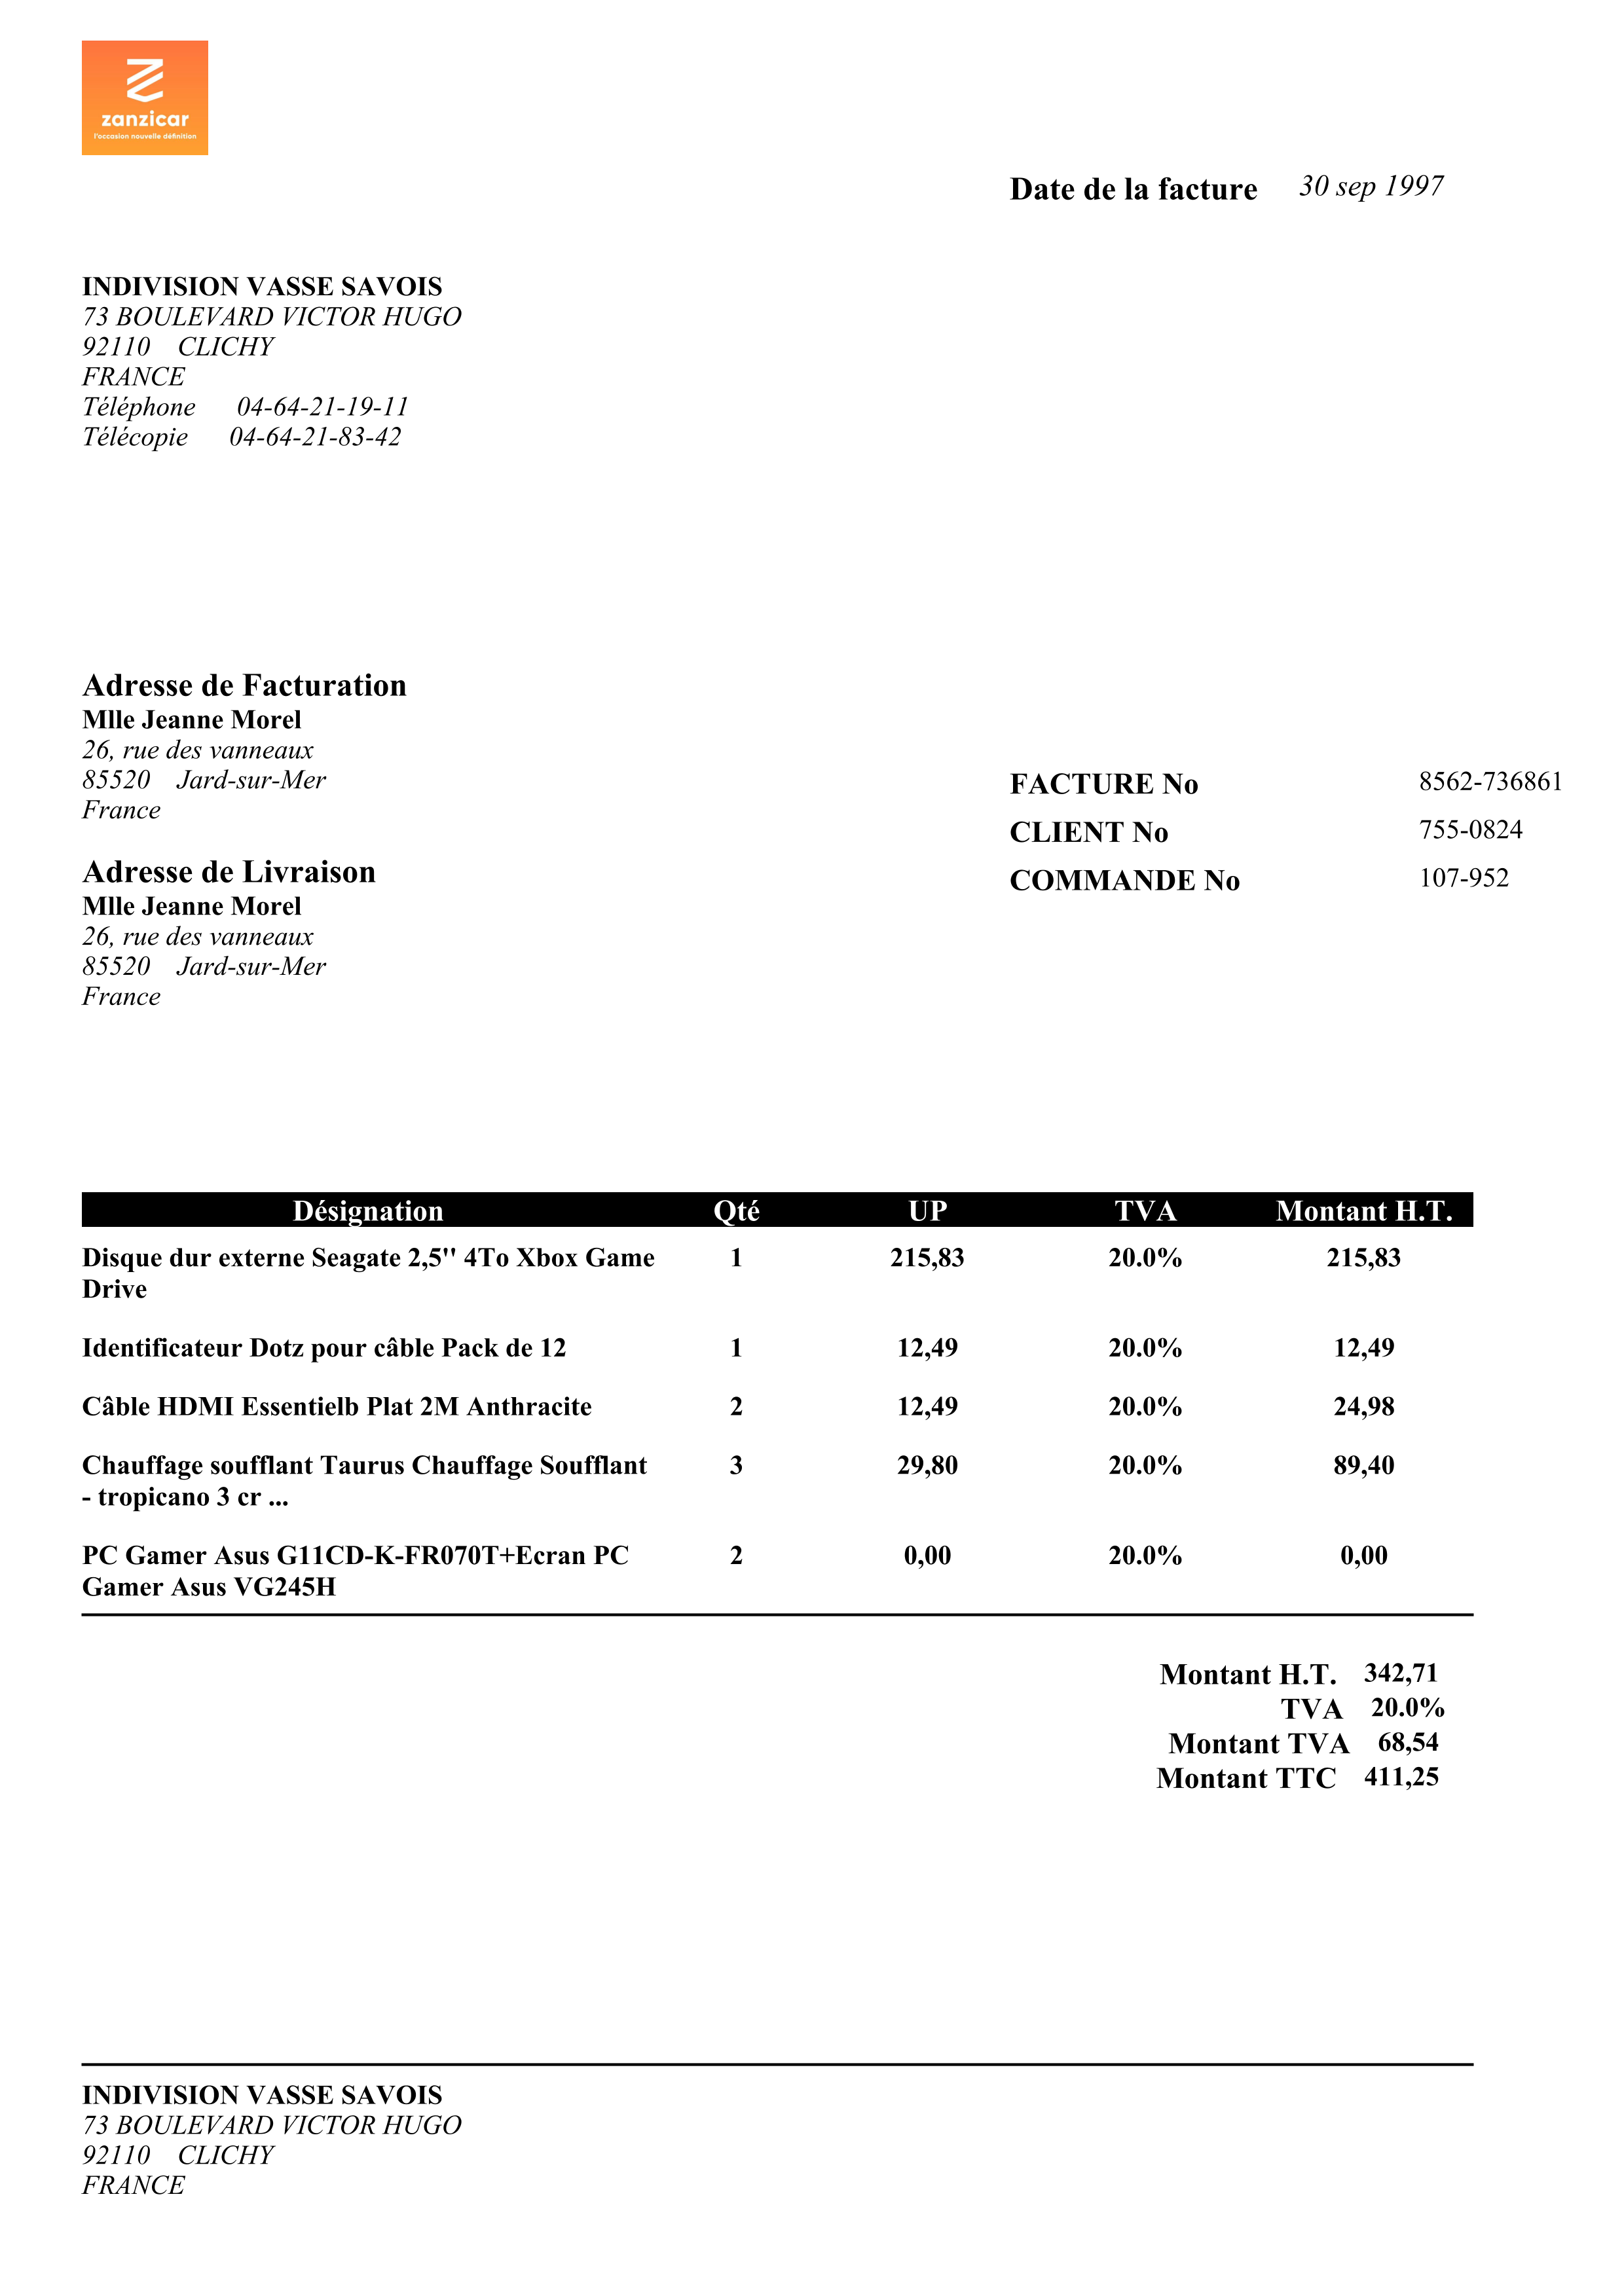 zanzicar
l'occasion nouvelle définition
Date de la facture 30 sep 1997
INDIVISION VASSE SAVOIS
73 BOULEVARD VICTOR HUGO
92110 CLICHY
FRANCE
Téléphone 04-64-21-19-11
Télécopie 04-64-21-83-42
Adresse de Facturation
Mlle Jeanne Morel
26, rue des vanneaux
85520 Jard-sur-Mer
France
FACTURE No 8562-736861
CLIENT No 755-0824
COMMANDE No 107-952
Adresse de Livraison
Mlle Jeanne Morel
26, rue des vanneaux
85520 Jard-sur-Mer
France
Désignation Qté UP TVA Montant H.T.
Disque dur externe Seagate 2,5'' 4To Xbox Game 1 215,83 20.0% 215,83
Drive
Identificateur Dotz pour câble Pack de 12 1 12,49 20.0% 12,49
Câble HDMI Essentielb Plat 2M Anthracite 2 12,49 20.0% 24,98
Chauffage soufflant Taurus Chauffage Soufflant 3 29,80 20.0% 89,40
- tropicano 3 cr ...
PC Gamer Asus G11CD-K-FR070T+Ecran PC 2 0,00 20.0% 0,00
Gamer Asus VG245H
Montant H.T. 342,71
TVA 20.0%
Montant TVA 68,54
Montant TTC 411,25
INDIVISION VASSE SAVOIS
73 BOULEVARD VICTOR HUGO
92110 CLICHY
FRANCE